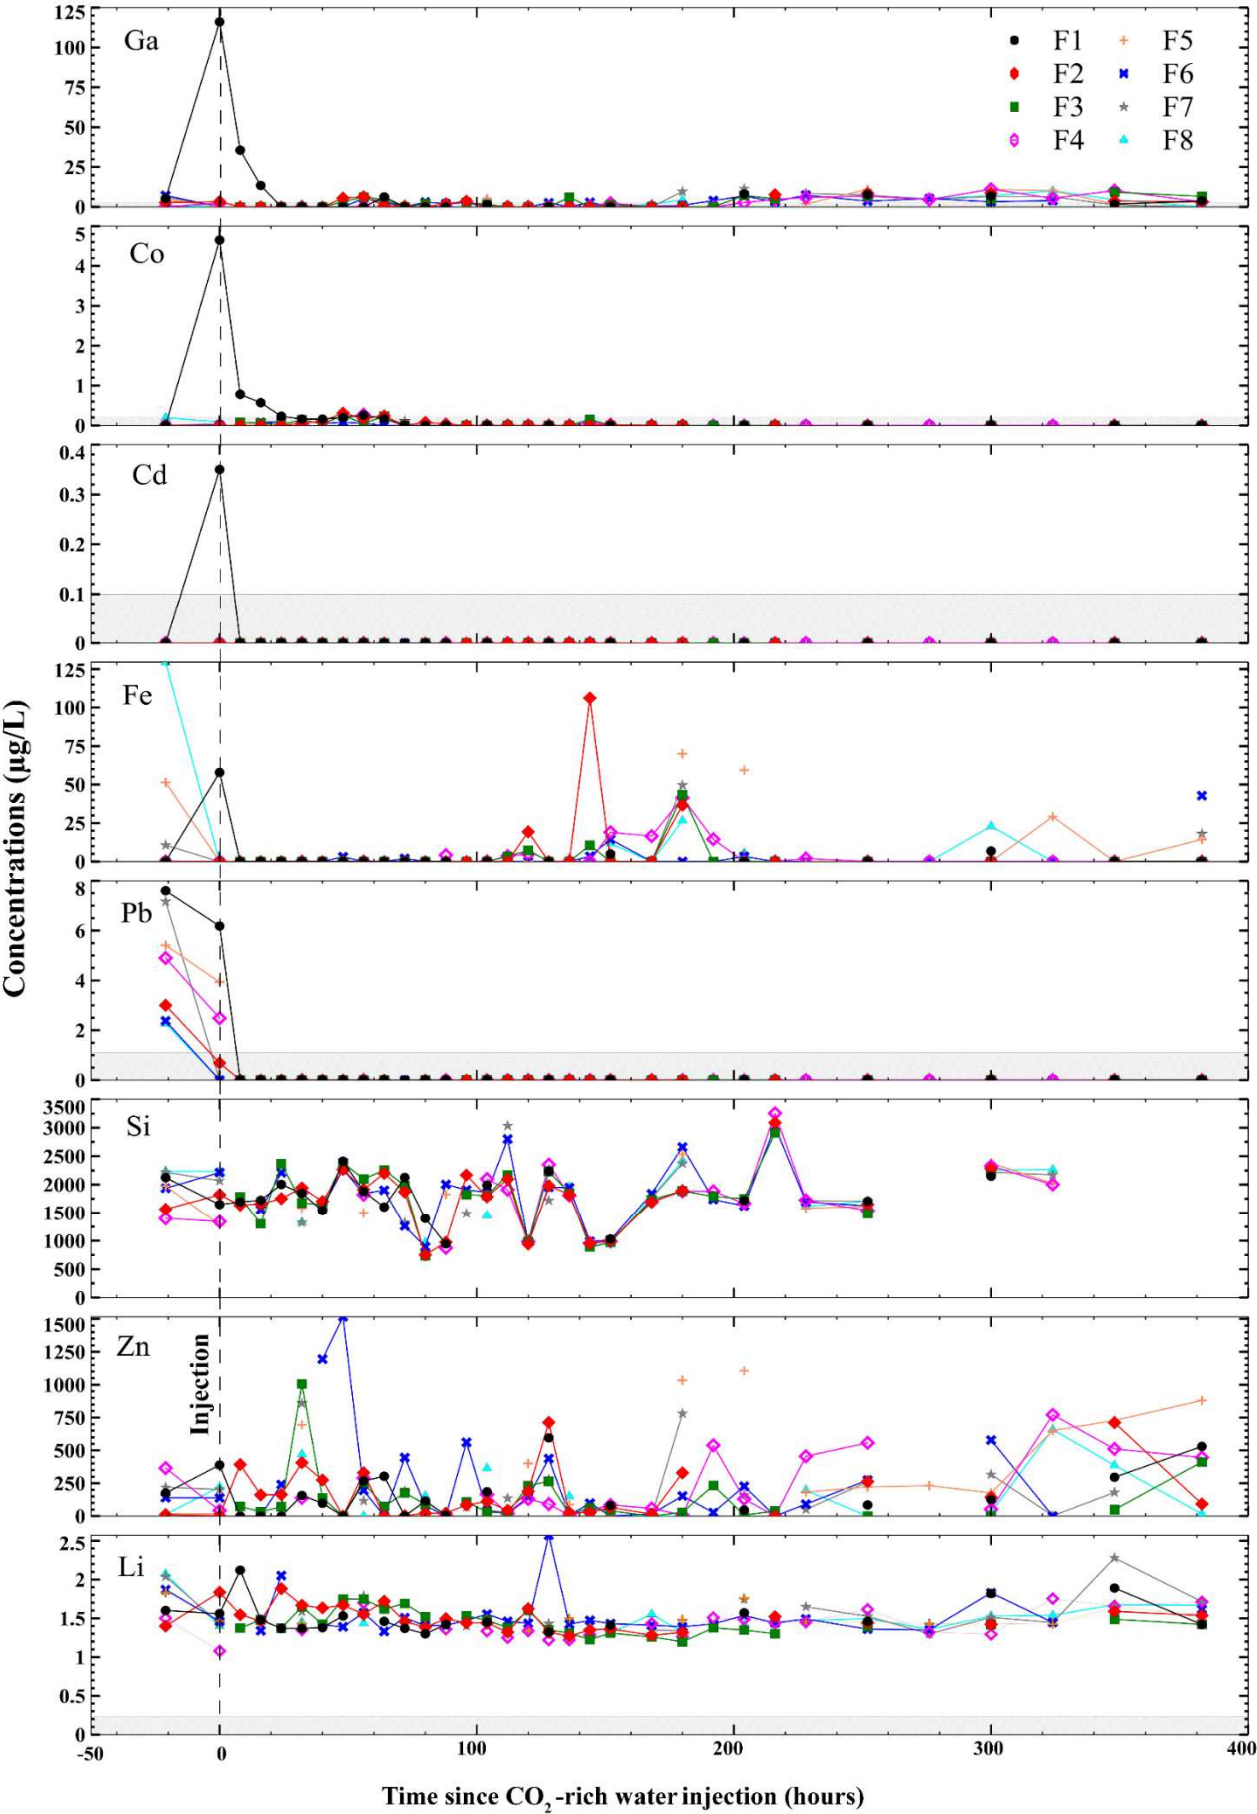 Ga
125
100
75
50
25
0
F1
F5
F2
F6
F3
F7
F4
F8
Co
5
4
3
2
1
0
Cd
0.4
0.3
0.2
0.1
0
Fe
125
100
75
50
25
0
Concentrations (µg/L)
Pb
8
6
4
2
0
Si
3500
3000
2500
2000
1500
1000
500
0
Zn
1500
1250
1000
750
500
250
0
Injection
Li
2.5
2
1.5
1
0.5
0
-50 0 100 200 300 400
Time since CO₂-rich water injection (hours)